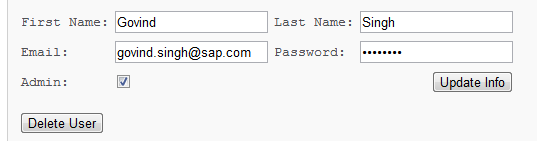 First Name: Govind Last Name: Singh
Email: govind.singh@sap.com Password: ••••••••
Admin: Update Info
Delete User